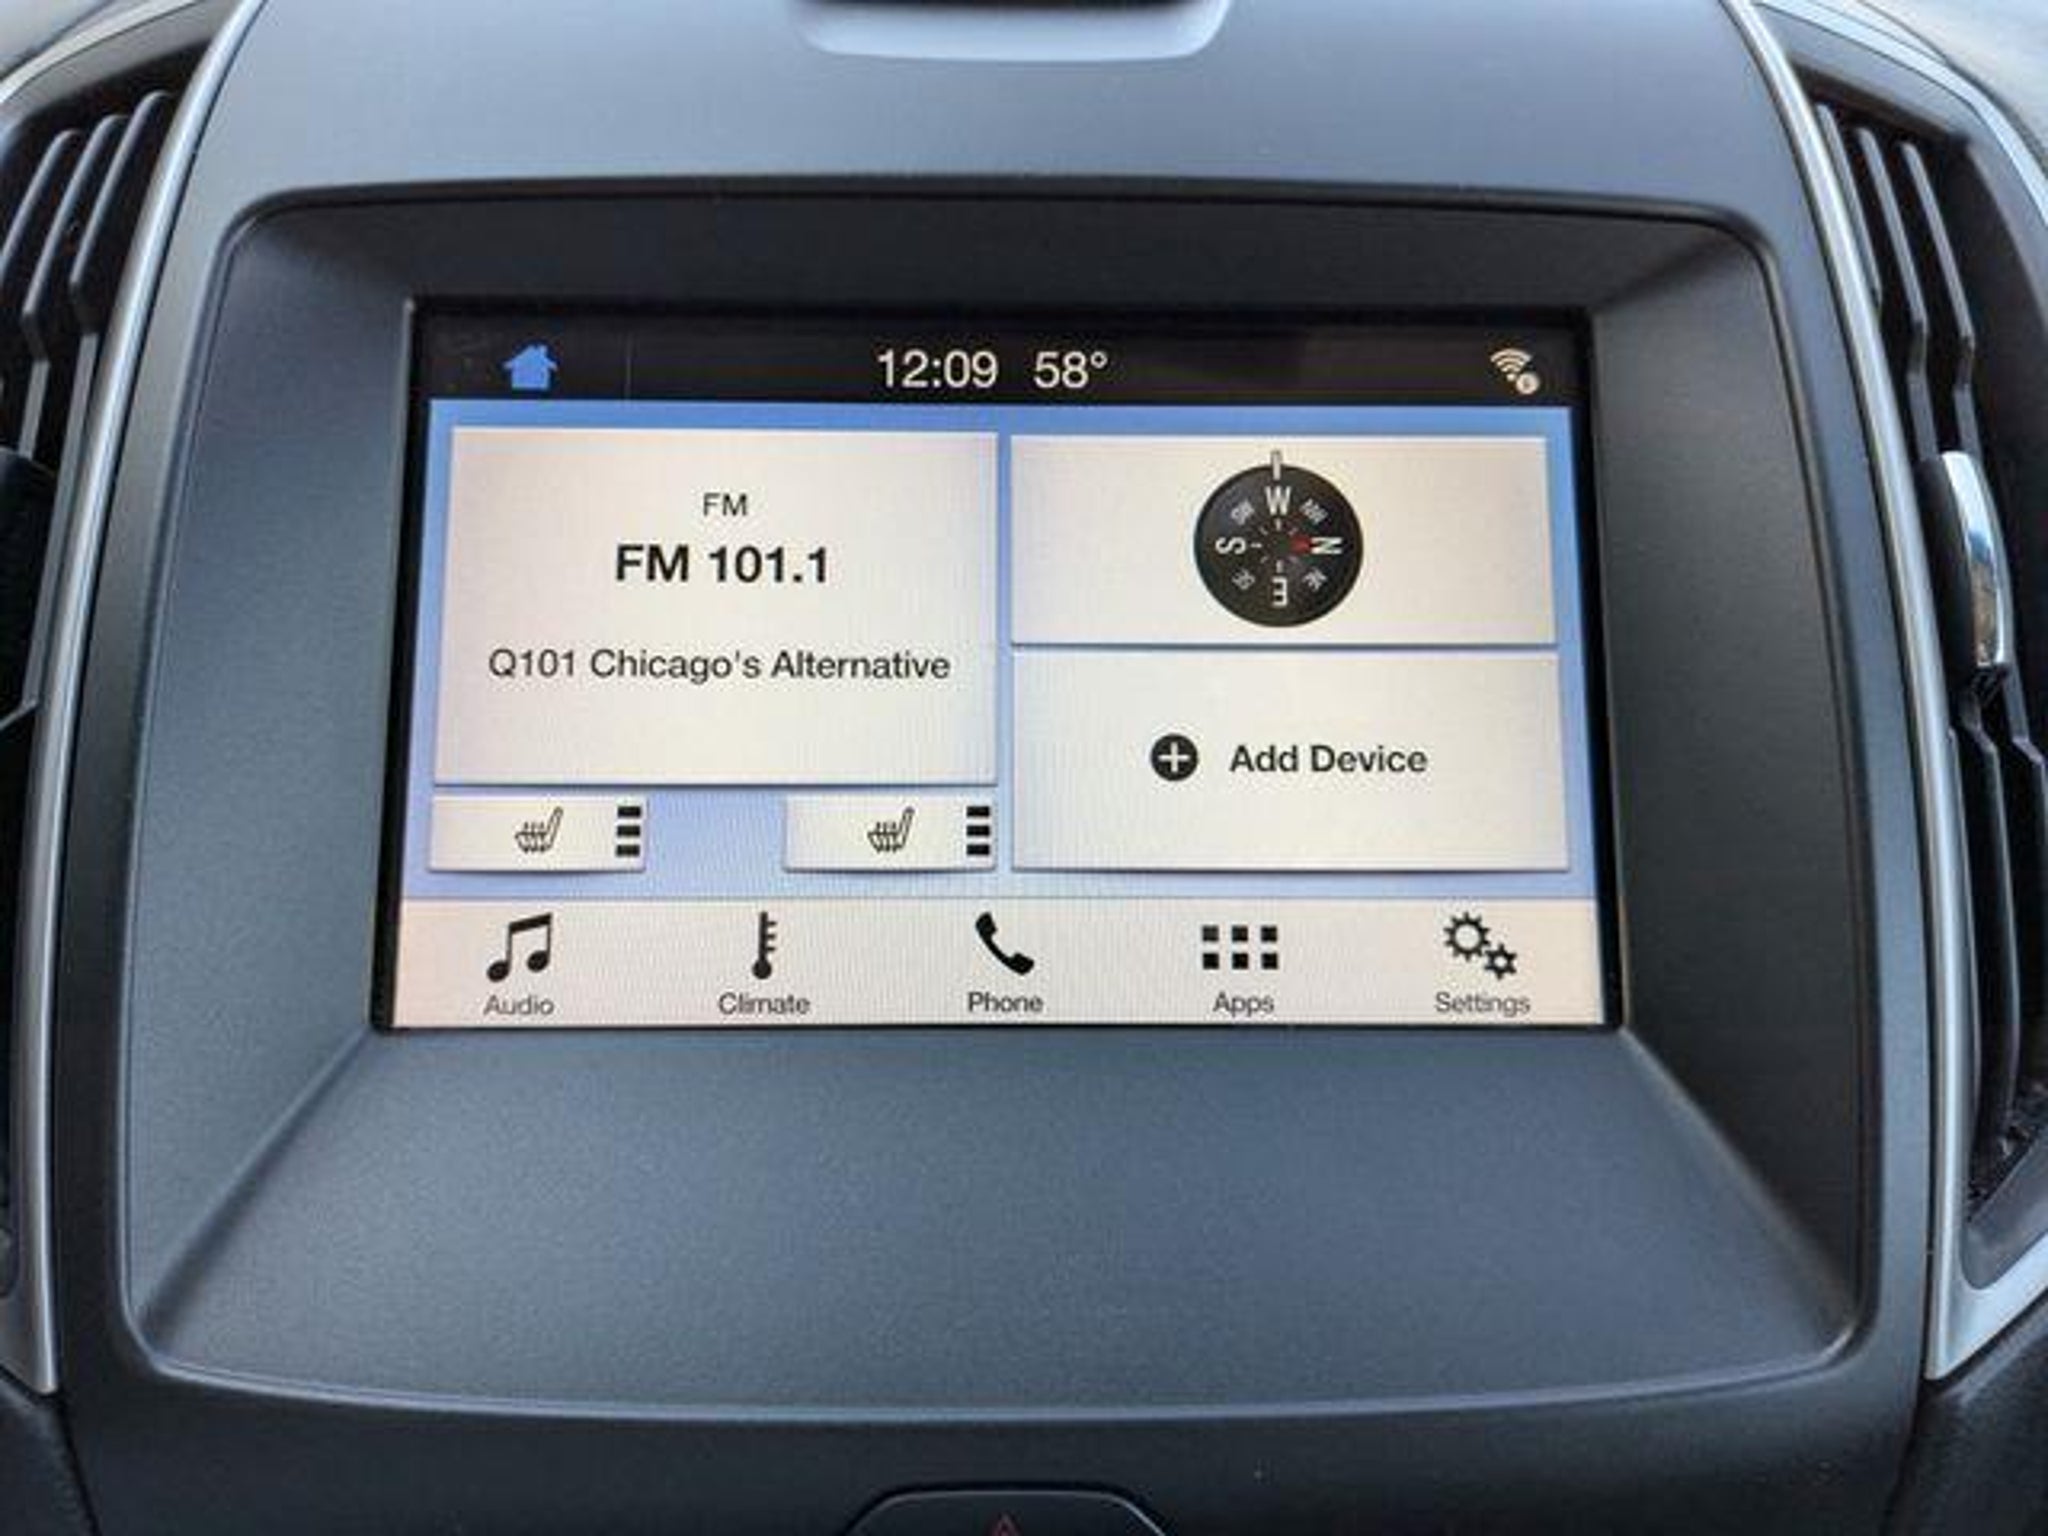 12:09 58°
FM
FM 101.1
Q101 Chicago's Alternative
W
S
N
E
Add Device
Audio
Climate
Phone
Apps
Settings